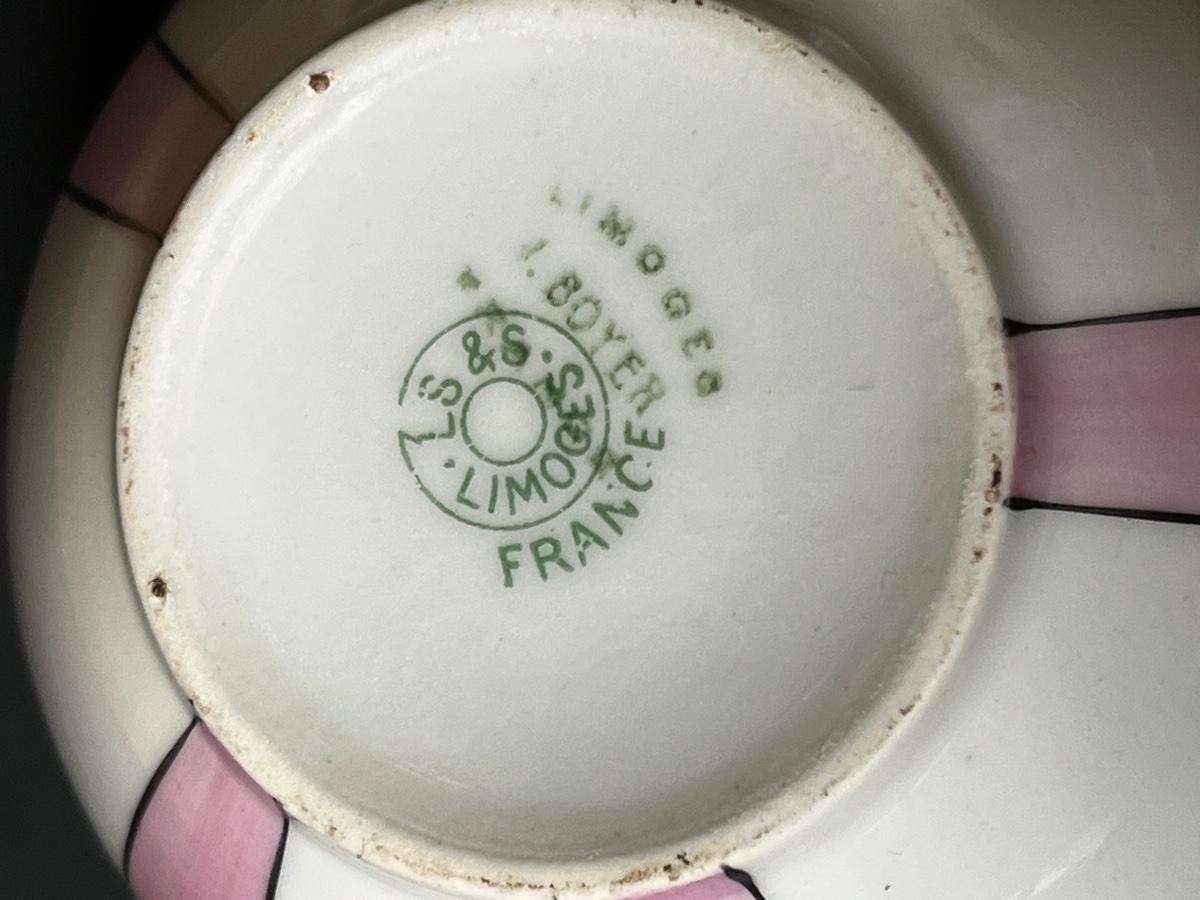 LIMOGES
J. BOYER
LS & S.
LIMOGES
FRANCE